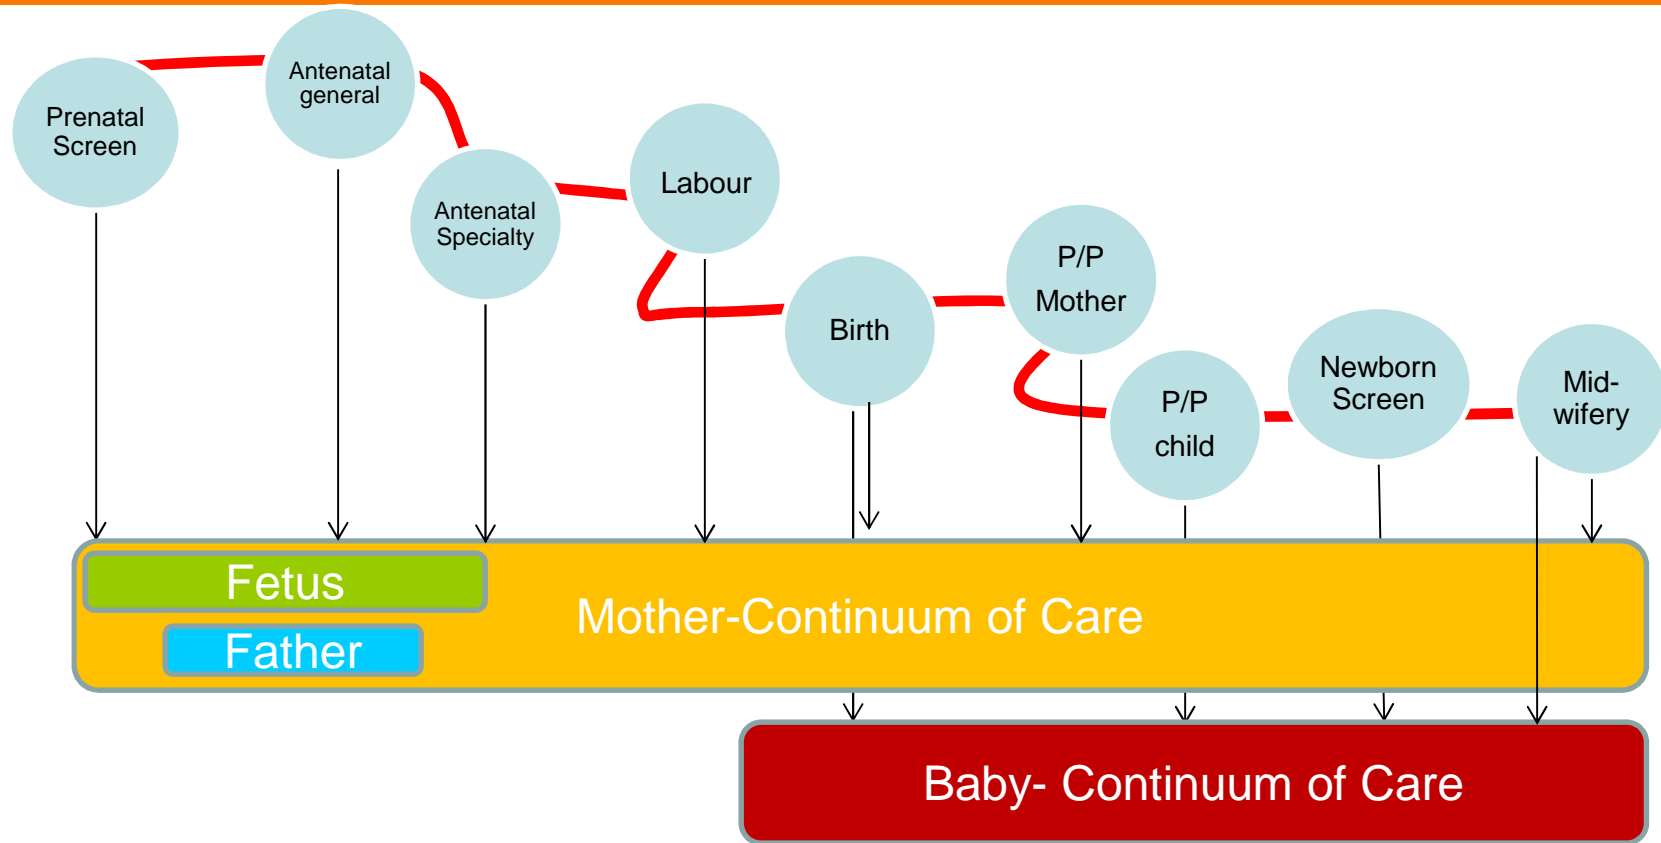 Prenatal
Screen
Antenatal
general
Antenatal
Specialty
Labour
Birth
P/P
Mother
P/P
child
Newborn
Screen
Mid-
wifery
Fetus
Father
Mother-Continuum of Care
Baby- Continuum of Care